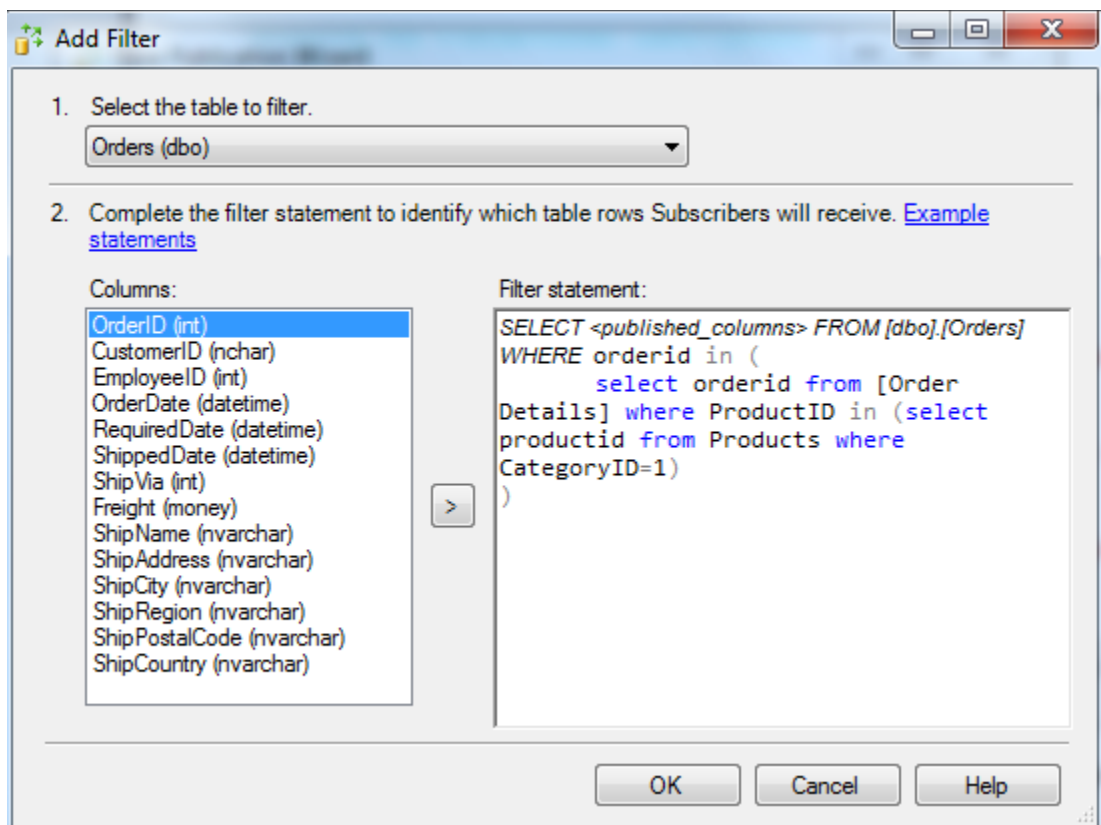 Add Filter
1. Select the table to filter.
Orders (dbo)
2. Complete the filter statement to identify which table rows Subscribers will receive. Example
statements
Columns:
OrderID (int)
CustomerID (nchar)
EmployeeID (int)
OrderDate (datetime)
RequiredDate (datetime)
ShippedDate (datetime)
ShipVia (int)
Freight (money)
ShipName (nvarchar)
ShipAddress (nvarchar)
ShipCity (nvarchar)
ShipRegion (nvarchar)
ShipPostalCode (nvarchar)
ShipCountry (nvarchar)
>
Filter statement:
SELECT <published_columns> FROM [dbo].[Orders]
WHERE orderid in (
select orderid from [Order
Details] where ProductID in (select
productid from Products where
CategoryID=1)
)
OK
Cancel
Help